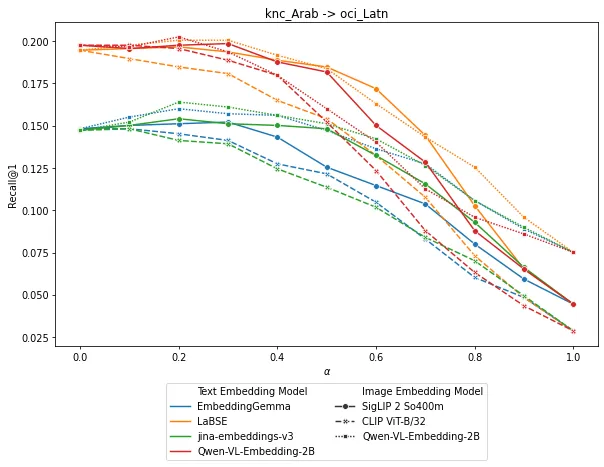 knc_Arab -> oci_Latn
Recall@1
0.200
0.175
0.150
0.125
0.100
0.075
0.050
0.025
0.0 0.2 0.4 0.6 0.8 1.0
α
Text Embedding Model
EmbeddingGemma
LaBSE
jina-embeddings-v3
Qwen-VL-Embedding-2B
Image Embedding Model
SigLIP 2 So400m
CLIP ViT-B/32
Qwen-VL-Embedding-2B